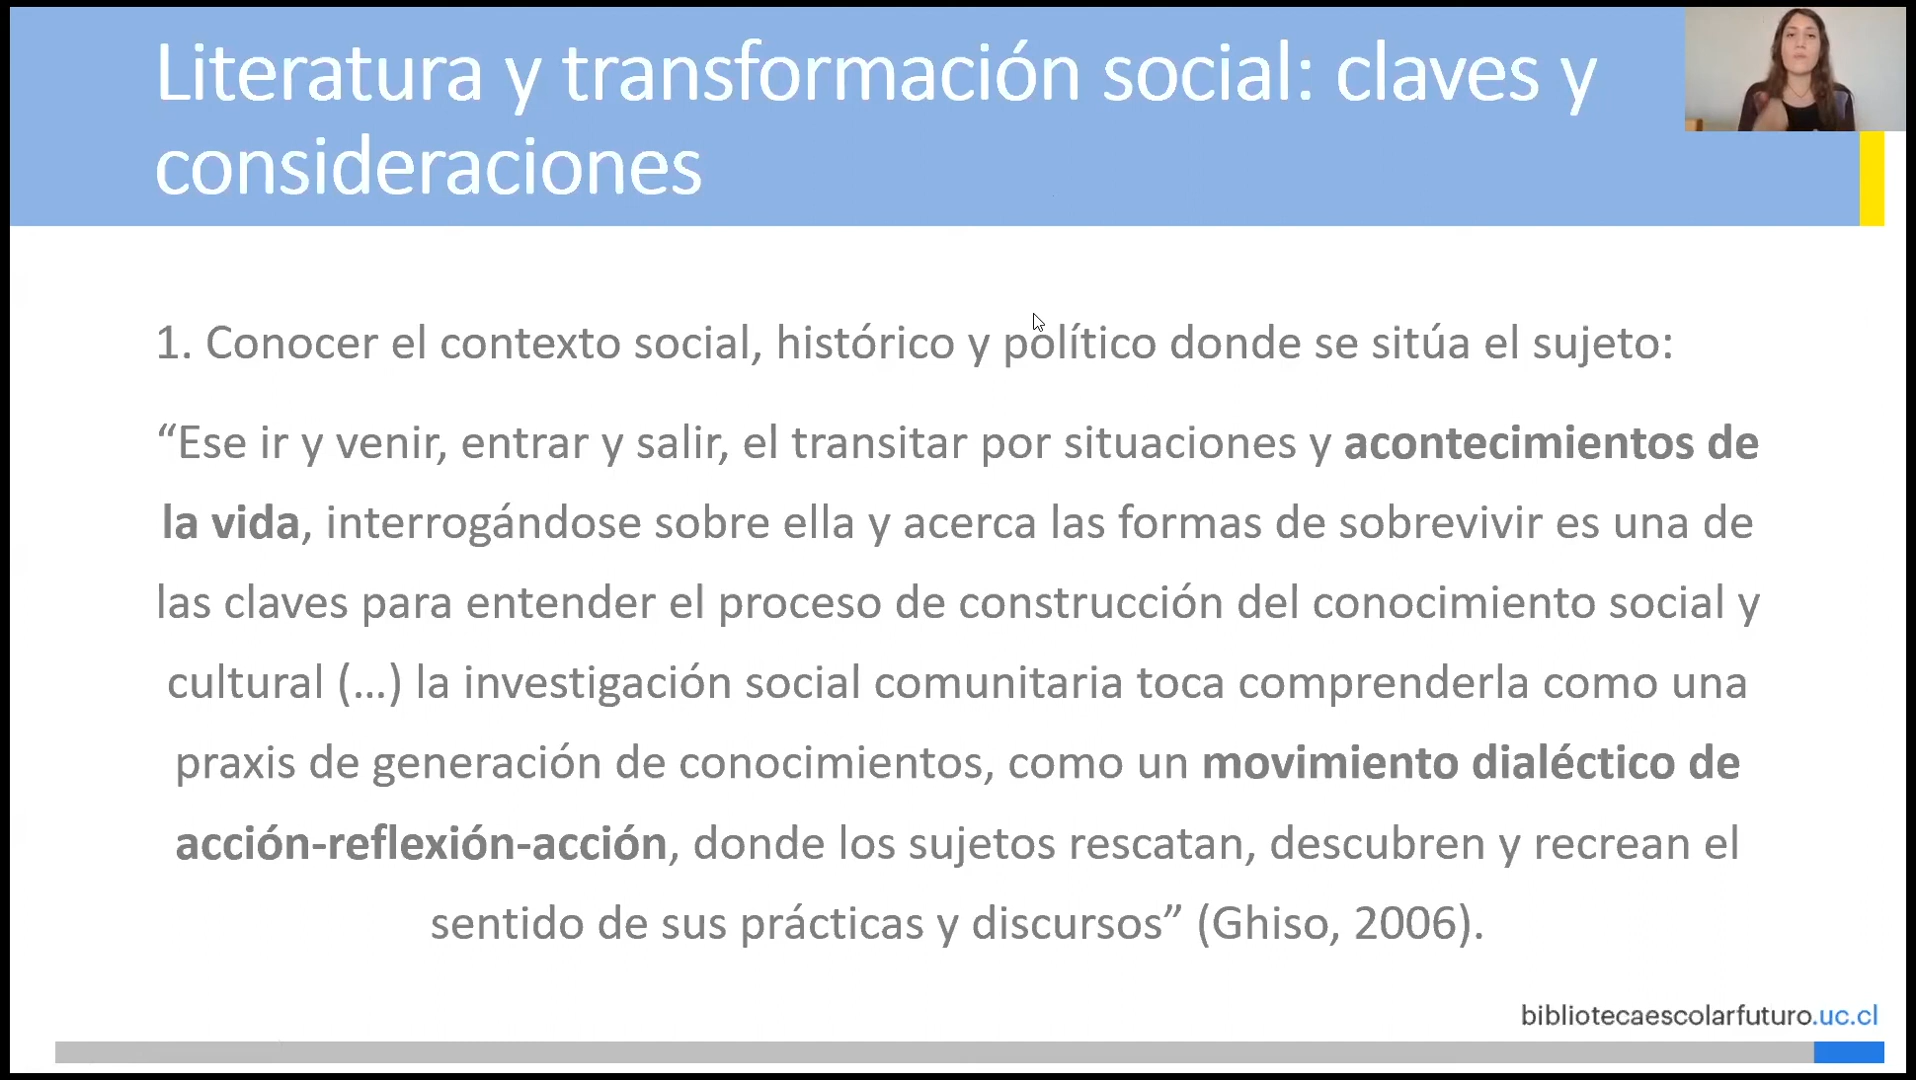 Literatura y transformación social: claves y
consideraciones
1. Conocer el contexto social, histórico y político donde se sitúa el sujeto:
“Ese ir y venir, entrar y salir, el transitar por situaciones y acontecimientos de
la vida, interrogándose sobre ella y acerca las formas de sobrevivir es una de
las claves para entender el proceso de construcción del conocimiento social y
cultural (...) la investigación social comunitaria toca comprenderla como una
praxis de generación de conocimientos, como un movimiento dialéctico de
acción-reflexión-acción, donde los sujetos rescatan, descubren y recrean el
sentido de sus prácticas y discursos” (Ghiso, 2006).
bibliotecaescolarfuturo.uc.cl